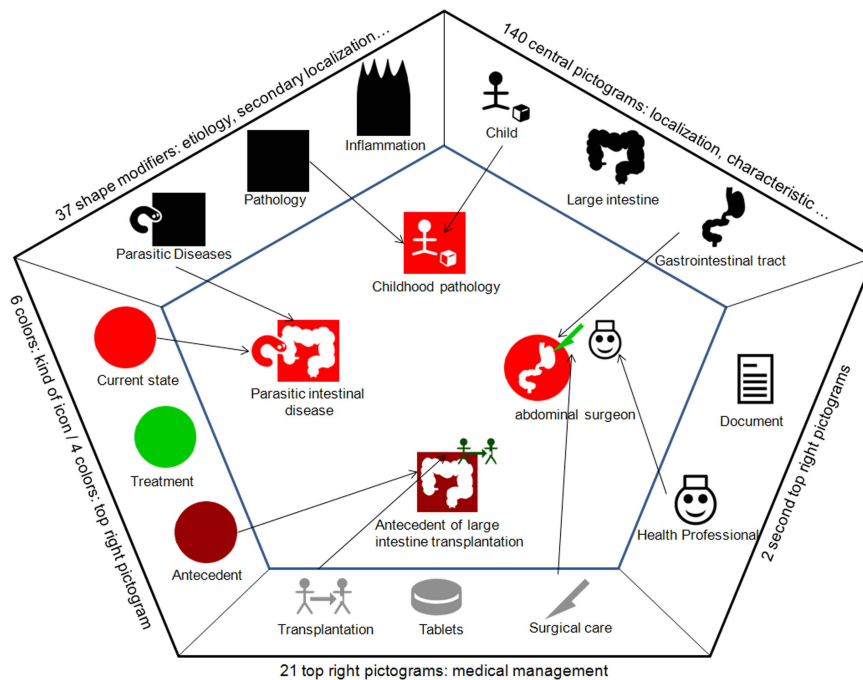 37 shape modifiers: etiology, secondary localization...
140 central pictograms: localization, characteristic ...
Inflammation
Child
Pathology
Large intestine
Parasitic Diseases
Gastrointestinal tract
Childhood pathology
6 colors: kind of icon / 4 colors: top right pictogram
Current state
Parasitic intestinal
disease
abdominal surgeon
Document
2 second top right pictograms
Treatment
Antecedent of large
intestine transplantation
Health Professional
Antecedent
Transplantation
Tablets
Surgical care
21 top right pictograms: medical management